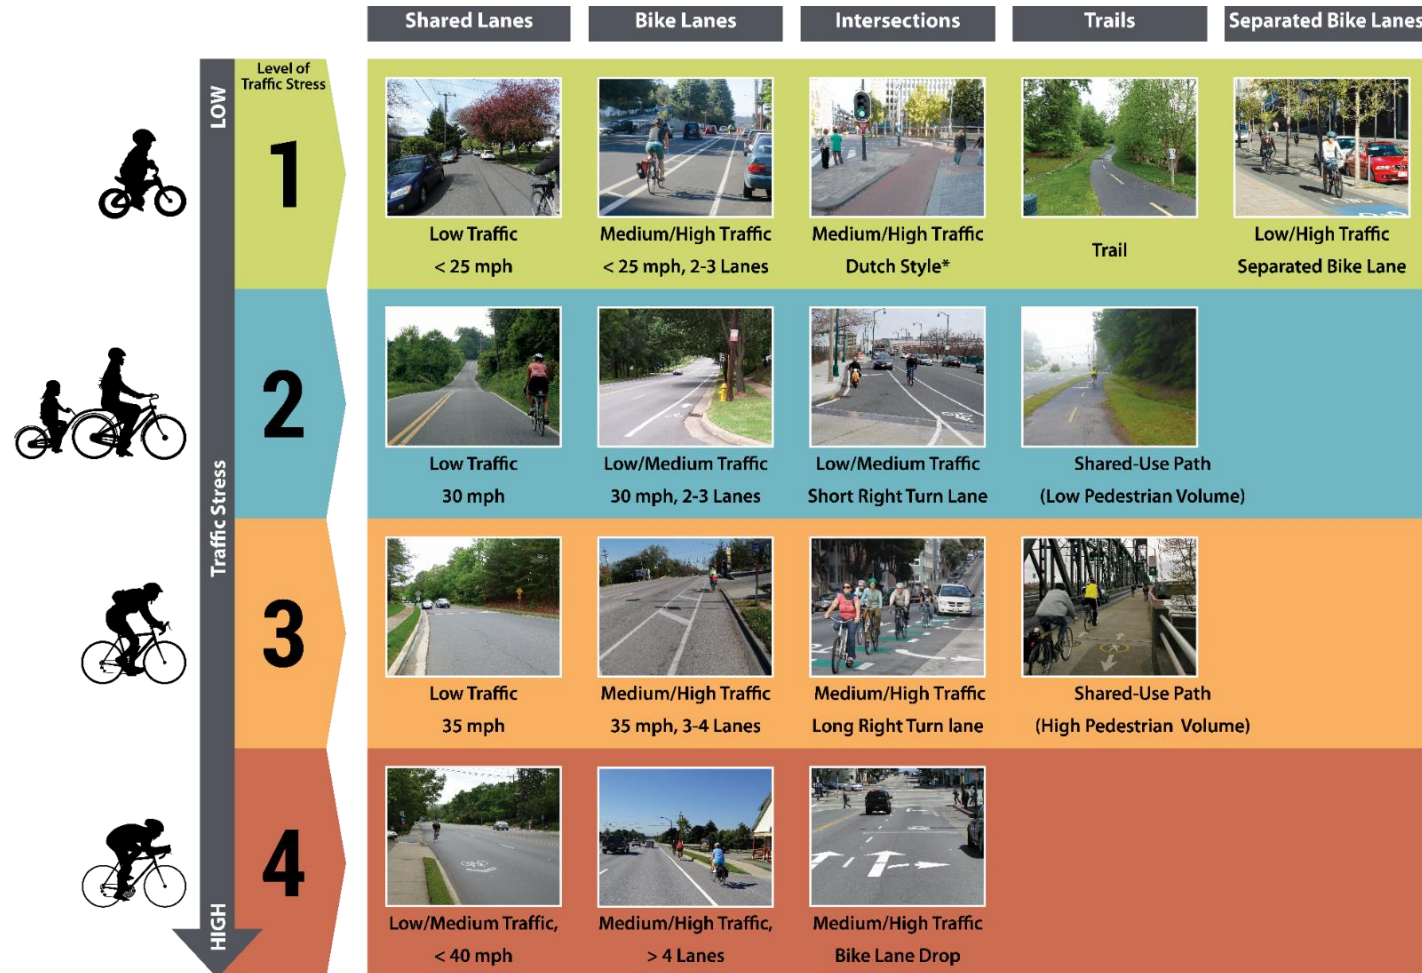 Shared Lanes
Bike Lanes
Intersections
Trails
Separated Bike Lanes
Level of
Traffic Stress
LOW
Traffic Stress
HIGH
1
Low Traffic
< 25 mph
Medium/High Traffic
< 25 mph, 2-3 Lanes
Medium/High Traffic
Dutch Style*
Trail
Low/High Traffic
Separated Bike Lane
2
Low Traffic
30 mph
Low/Medium Traffic
30 mph, 2-3 Lanes
Low/Medium Traffic
Short Right Turn Lane
Shared-Use Path
(Low Pedestrian Volume)
3
Low Traffic
35 mph
Medium/High Traffic
35 mph, 3-4 Lanes
Medium/High Traffic
Long Right Turn lane
Shared-Use Path
(High Pedestrian Volume)
4
Low/Medium Traffic,
< 40 mph
Medium/High Traffic,
> 4 Lanes
Medium/High Traffic
Bike Lane Drop